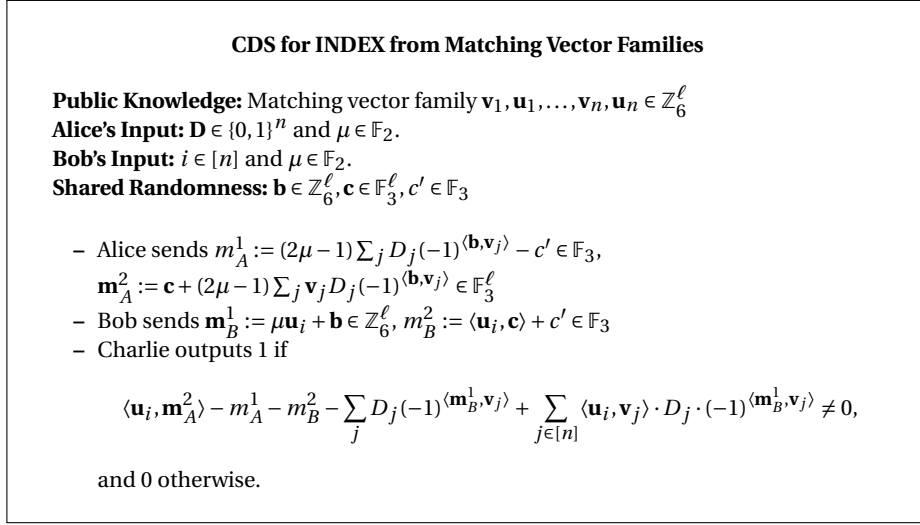 CDS for INDEX from Matching Vector Families
Public Knowledge: Matching vector family v₁, u₁, …, vₙ, uₙ ∈ ℤ₆^ℓ
Alice's Input: D ∈ {0, 1}ⁿ and μ ∈ 𝔽₂.
Bob's Input: i ∈ [n] and μ ∈ 𝔽₂.
Shared Randomness: b ∈ ℤ₆^ℓ, c ∈ 𝔽₃^ℓ, c′ ∈ 𝔽₃
– Alice sends m_A^1 := (2μ − 1) ∑_j D_j(−1)^{⟨b,v_j⟩} − c′ ∈ 𝔽₃,
m_A^2 := c + (2μ − 1) ∑_j v_j D_j(−1)^{⟨b,v_j⟩} ∈ 𝔽₃^ℓ
– Bob sends m_B^1 := μu_i + b ∈ ℤ₆^ℓ, m_B^2 := ⟨u_i, c⟩ + c′ ∈ 𝔽₃
– Charlie outputs 1 if
⟨u_i, m_A^2⟩ − m_A^1 − m_B^2 − ∑_j D_j(−1)^{⟨m_B^1,v_j⟩} + ∑_{j∈[n]} ⟨u_i, v_j⟩ · D_j · (−1)^{⟨m_B^1,v_j⟩} ≠ 0,
and 0 otherwise.